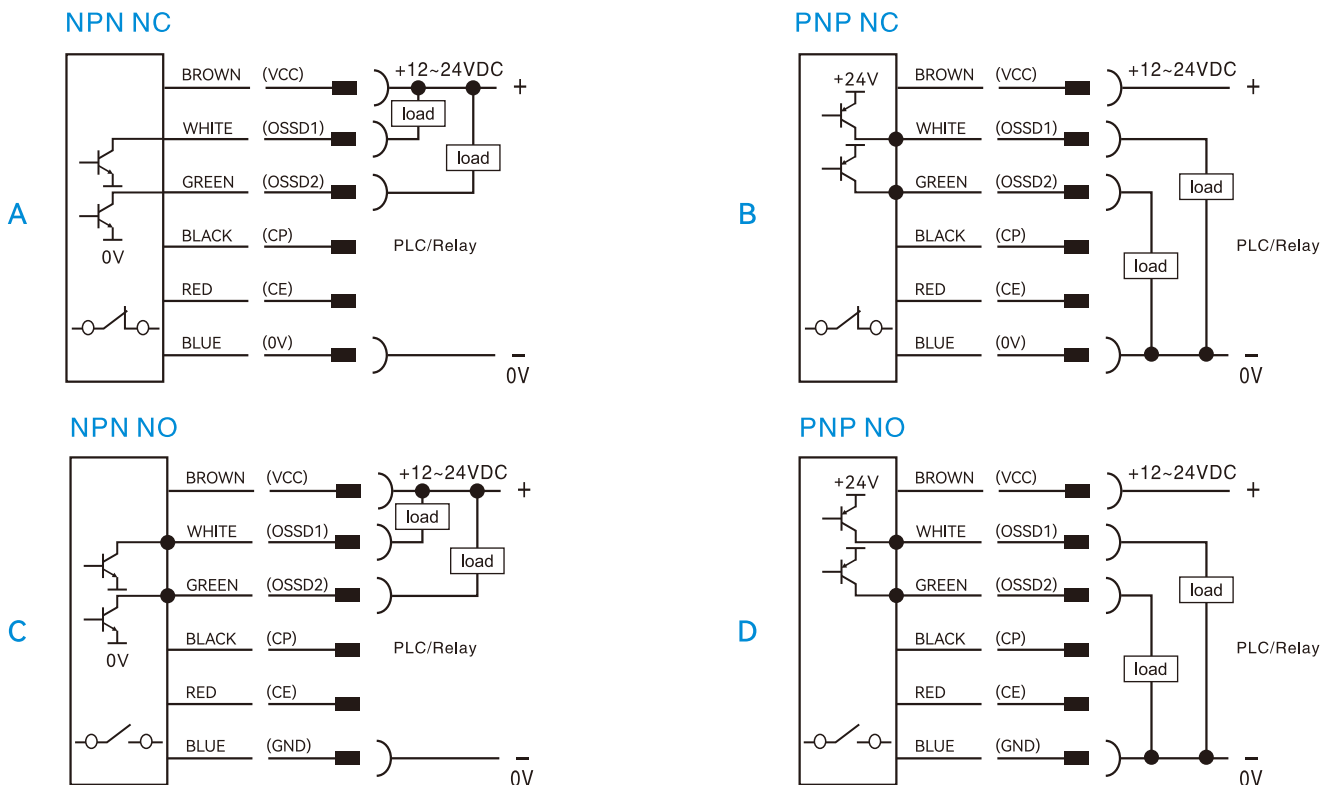 NPN NC
BROWN (VCC) +12~24VDC +
load
WHITE (OSSD1)
load
GREEN (OSSD2)
A
BLACK (CP) PLC/Relay
0V
RED (CE)
BLUE (0V) −
0V
PNP NC
+24V BROWN (VCC) +12~24VDC +
WHITE (OSSD1)
GREEN (OSSD2) load
B
BLACK (CP) PLC/Relay
load
RED (CE)
BLUE (0V) −
0V
NPN NO
BROWN (VCC) +12~24VDC +
load
WHITE (OSSD1)
load
GREEN (OSSD2)
C
BLACK (CP) PLC/Relay
0V
RED (CE)
BLUE (GND) −
0V
PNP NO
+24V BROWN (VCC) +12~24VDC +
WHITE (OSSD1)
GREEN (OSSD2) load
D
BLACK (CP) PLC/Relay
load
RED (CE)
BLUE (GND) −
0V